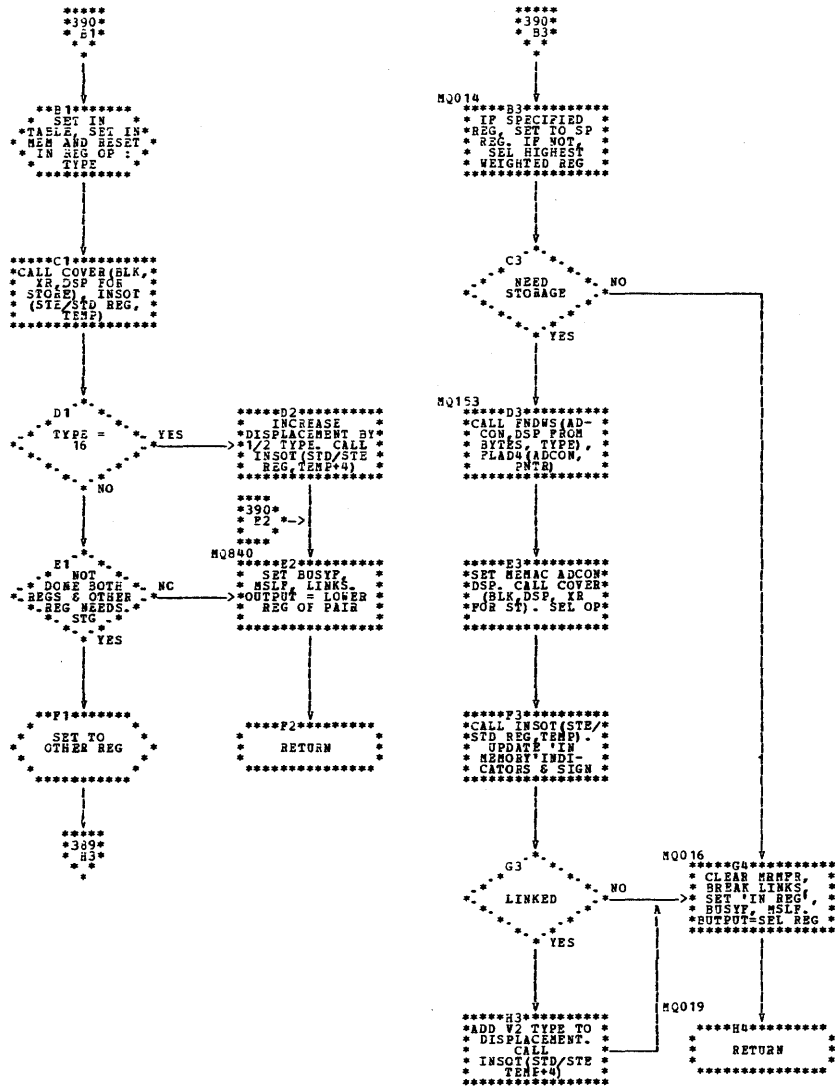 *390*
B1*
B1
SET IN
TABLE, SET IN
MEM AND RESET
IN REG OP :
TYPE
C1
CALL COVER(BLK,
XR,DSP FOR
STORE), INSOT
(STE/STD REG,
TEMP)
D1
TYPE =
16
YES
NO
D2
INCREASE
DISPLACEMENT BY
1/2 TYPE. CALL
INSOT(STD/STE
REG,TEMP+4)
*390*
E2 *->
E1
NOT
DONE BOTH
REGS & OTHER
REG NEEDS
STG
NO
YES
MQ840
E2
SET BUSYF,
MSLF, LINKS.
OUTPUT = LOWER
REG OF PAIR
F1
SET TO
OTHER REG
F2
RETURN
*389*
H3*
*390*
B3*
MQ014
B3
IF SPECIFIED
REG, SET TO SP
REG. IF NOT,
SEL HIGHEST
WEIGHTED REG
C3
NEED
STORAGE
NO
YES
MQ153
D3
CALL FNDWS(AD-
CON,DSP FROM
BYTES, TYPE),
PLAD4(ADCON,
PNTR)
E3
SET MEMAC ADCON
DSP. CALL COVER
(BLK,DSP, XR
FOR ST). SEL OP
F3
CALL INSOT(STE/
STD REG,TEMP).
UPDATE 'IN
MEMORY'INDI-
CATORS & SIGN
G3
LINKED
NO
YES
MQ016
G4
CLEAR MRMPR,
BREAK LINKS,
SET 'IN REG',
BUSYF, MSLF.
OUTPUT=SEL REG
MQ019
H3
ADD V2 TYPE TO
DISPLACEMENT.
CALL
INSOT(STD/STE
TEMP+4)
H4
RETURN